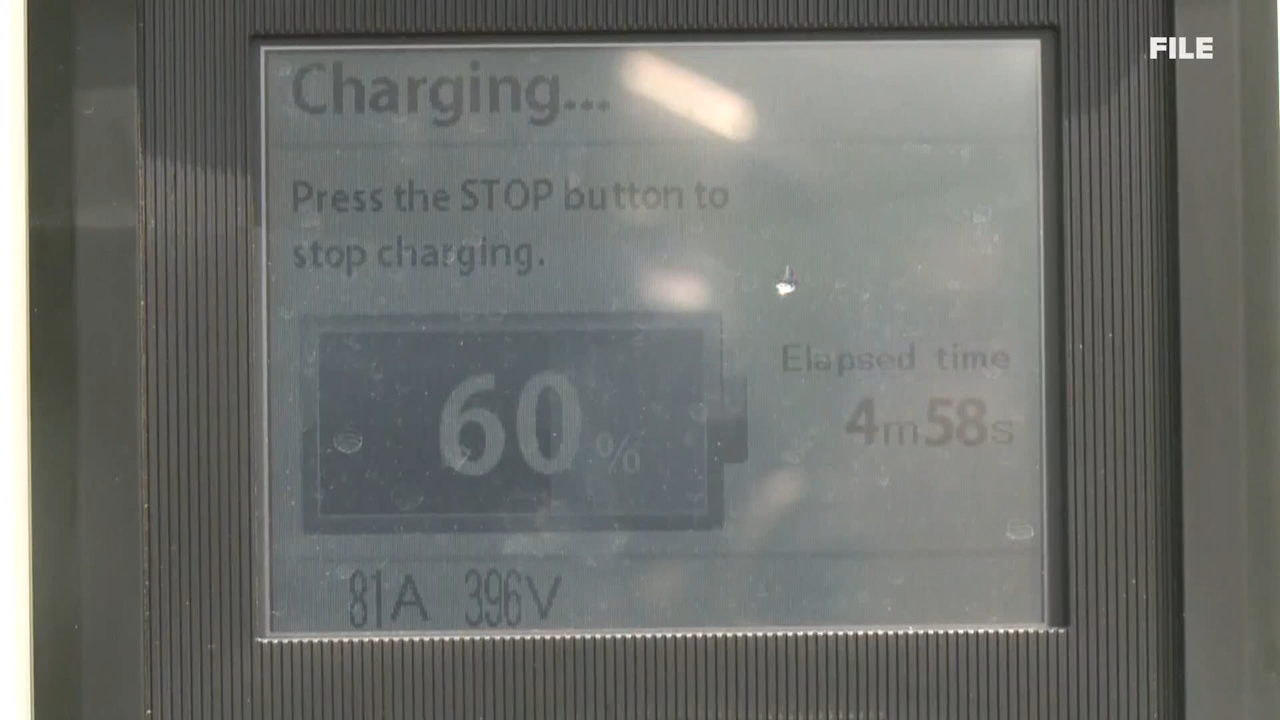 FILE
Charging...
Press the STOP button to
stop charging.
60%
Elapsed time
4m58s
81A 396V